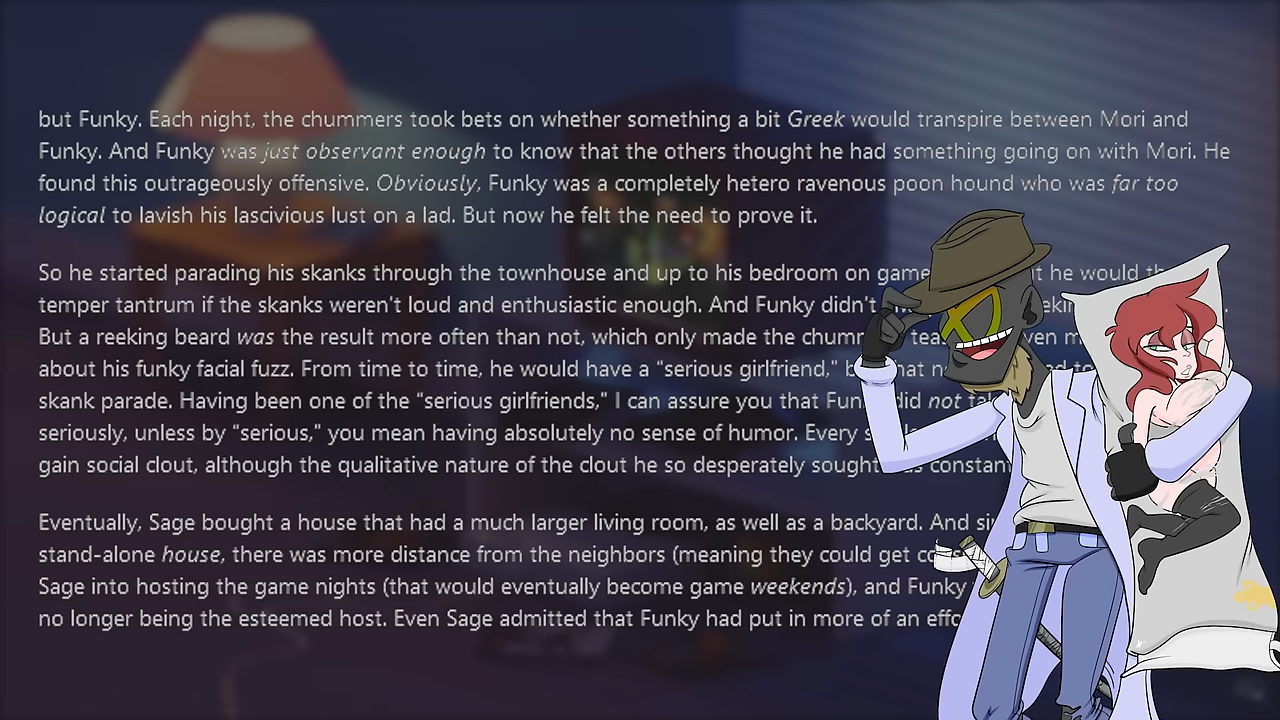 but Funky. Each night, the chummers took bets on whether something a bit Greek would transpire between Mori and
Funky. And Funky was just observant enough to know that the others thought he had something going on with Mori. He
found this outrageously offensive. Obviously, Funky was a completely hetero ravenous poon hound who was far too
logical to lavish his lascivious lust on a lad. But now he felt the need to prove it.
So he started parading his skanks through the townhouse and up to his bedroom on game he would
temper tantrum if the skanks weren't loud and enthusiastic enough. And Funky didn't
But a reeking beard was the result more often than not, which only made the
about his funky facial fuzz. From time to time, he would have a "serious girlfriend,"
skank parade. Having been one of the "serious girlfriends," I can assure you that did not
seriously, unless by "serious," you mean having absolutely no sense of humor. Every
gain social clout, although the qualitative nature of the clout he so desperately sought
Eventually, Sage bought a house that had a much larger living room, as well as a backyard. And
stand-alone house, there was more distance from the neighbors (meaning they could get
Sage into hosting the game nights (that would eventually become game weekends), and Funky
no longer being the esteemed host. Even Sage admitted that Funky had put in more of an